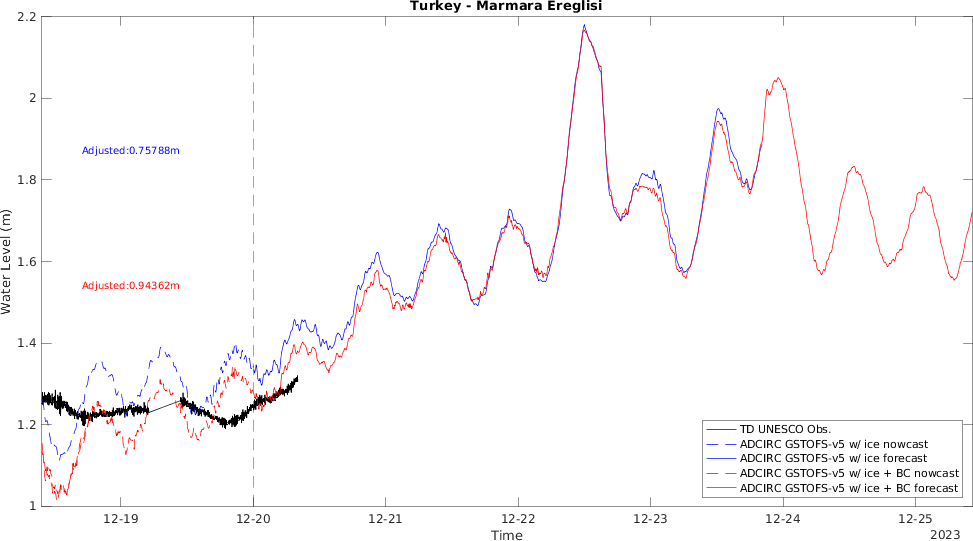 Turkey - Marmara Ereglisi
2.2
2
1.8
1.6
1.4
1.2
1
Water Level (m)
Adjusted:0.75788m
Adjusted:0.94362m
TD UNESCO Obs.
ADCIRC GSTOFS-v5 w/ ice nowcast
ADCIRC GSTOFS-v5 w/ ice forecast
ADCIRC GSTOFS-v5 w/ ice + BC nowcast
ADCIRC GSTOFS-v5 w/ ice + BC forecast
12-19 12-20 12-21 12-22 12-23 12-24 12-25
Time
2023